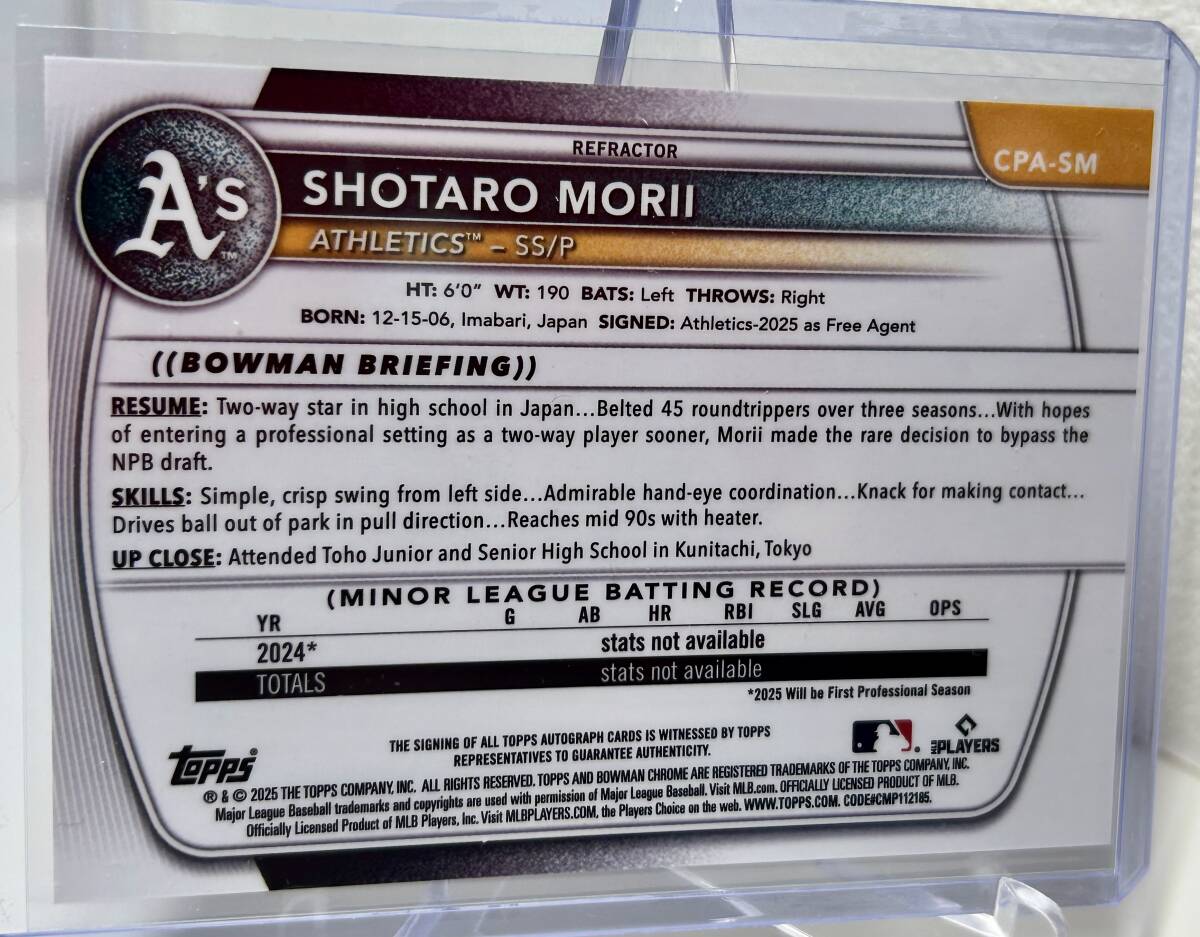 REFRACTOR
CPA-SM
A's™
SHOTARO MORII
ATHLETICS™ – SS/P
HT: 6'0" WT: 190 BATS: Left THROWS: Right
BORN: 12-15-06, Imabari, Japan SIGNED: Athletics-2025 as Free Agent
((BOWMAN BRIEFING))
RESUME: Two-way star in high school in Japan...Belted 45 roundtrippers over three seasons...With hopes
of entering a professional setting as a two-way player sooner, Morii made the rare decision to bypass the
NPB draft.
SKILLS: Simple, crisp swing from left side...Admirable hand-eye coordination...Knack for making contact...
Drives ball out of park in pull direction...Reaches mid 90s with heater.
UP CLOSE: Attended Toho Junior and Senior High School in Kunitachi, Tokyo
(MINOR LEAGUE BATTING RECORD)
YR G AB HR RBI SLG AVG OPS
2024* stats not available
TOTALS stats not available
*2025 Will be First Professional Season
THE SIGNING OF ALL TOPPS AUTOGRAPH CARDS IS WITNESSED BY TOPPS
REPRESENTATIVES TO GUARANTEE AUTHENTICITY.
Topps®
MLB PLAYERS
® & © 2025 THE TOPPS COMPANY, INC. ALL RIGHTS RESERVED. TOPPS AND BOWMAN CHROME ARE REGISTERED TRADEMARKS OF THE TOPPS COMPANY, INC.
Major League Baseball trademarks and copyrights are used with permission of Major League Baseball. Visit MLB.com. OFFICIALLY LICENSED PRODUCT OF MLB.
Officially Licensed Product of MLB Players, Inc. Visit MLBPLAYERS.COM, the Players Choice on the web. WWW.TOPPS.COM. CODE#CMP112185.